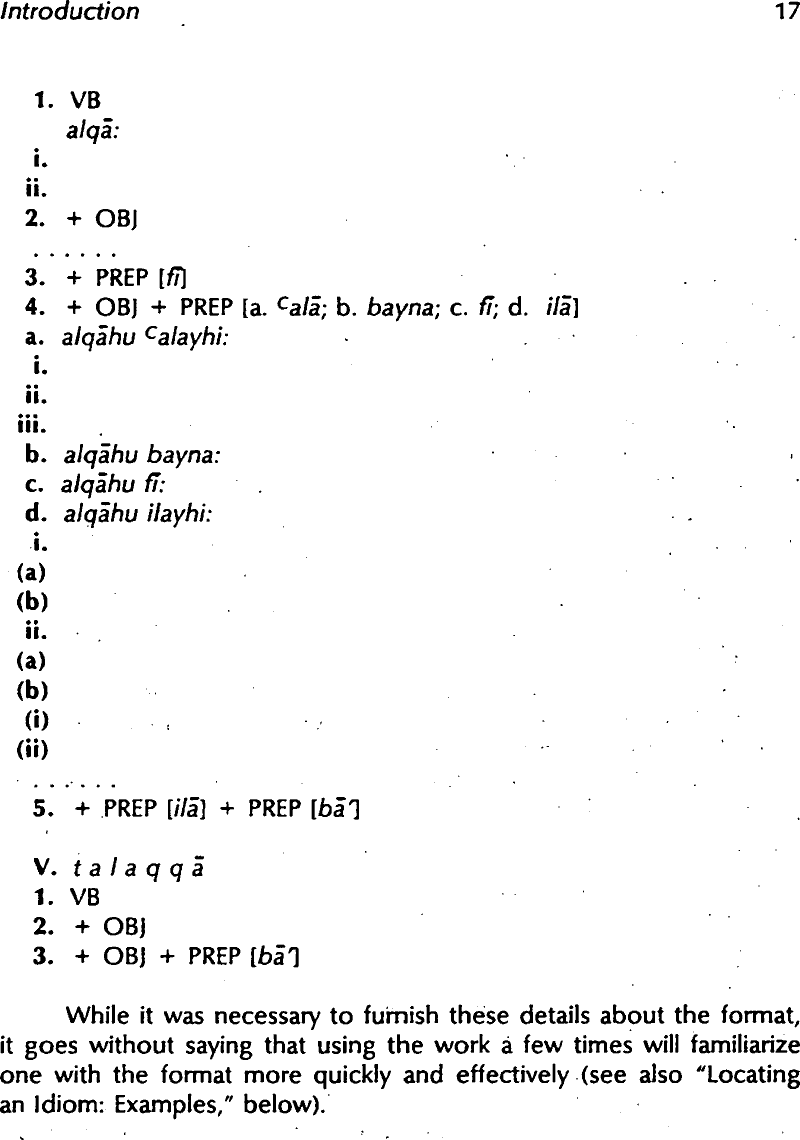 Introduction 17
1. VB
alqā:
i.
ii.
2. + OBJ
......
3. + PREP [fī]
4. + OBJ + PREP [a. ᶜalā; b. bayna; c. fī; d. ilā]
a. alqāhu ᶜalayhi:
i.
ii.
iii.
b. alqāhu bayna:
c. alqāhu fī:
d. alqāhu ilayhi:
i.
(a)
(b)
ii.
(a)
(b)
(i)
(ii)
......
5. + PREP [ilā] + PREP [bāʾ]
V. t a l a q q ā
1. VB
2. + OBJ
3. + OBJ + PREP [bāʾ]
While it was necessary to furnish these details about the format,
it goes without saying that using the work a few times will familiarize
one with the format more quickly and effectively (see also "Locating
an Idiom: Examples," below).